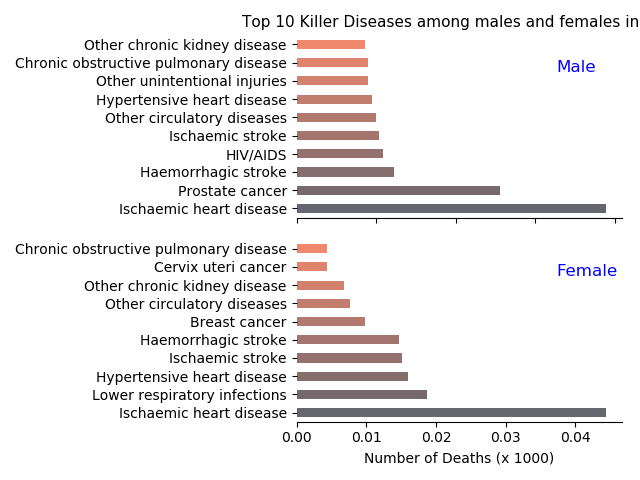 Top 10 Killer Diseases among males and females in
Other chronic kidney disease
Chronic obstructive pulmonary disease
Male
Other unintentional injuries
Hypertensive heart disease
Other circulatory diseases
Ischaemic stroke
HIV/AIDS
Haemorrhagic stroke
Prostate cancer
Ischaemic heart disease
Chronic obstructive pulmonary disease
Cervix uteri cancer
Female
Other chronic kidney disease
Other circulatory diseases
Breast cancer
Haemorrhagic stroke
Ischaemic stroke
Hypertensive heart disease
Lower respiratory infections
Ischaemic heart disease
0.00 0.01 0.02 0.03 0.04
Number of Deaths (x 1000)